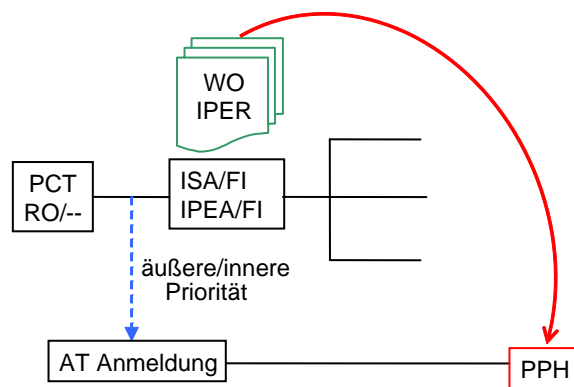 WO
IPER
PCT
RO/--
ISA/FI
IPEA/FI
äußere/innere
Priorität
AT Anmeldung
PPH